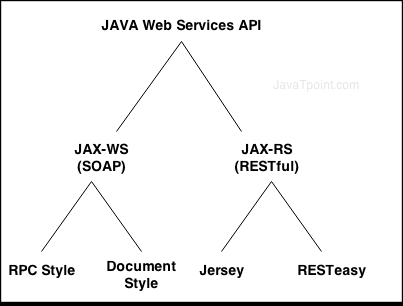 JAVA Web Services API
JavaTpoint.com
JAX-WS
(SOAP)
JAX-RS
(RESTful)
RPC Style
Document
Style
Jersey
RESTeasy